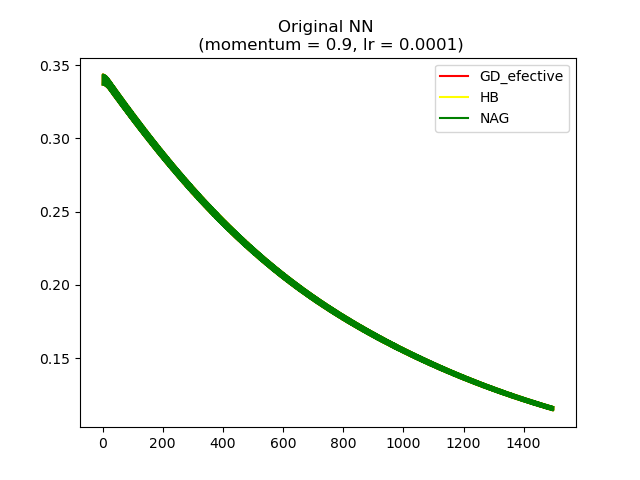 Original NN
(momentum = 0.9, lr = 0.0001)
0.35
0.30
0.25
0.20
0.15
GD_efective
HB
NAG
0 200 400 600 800 1000 1200 1400